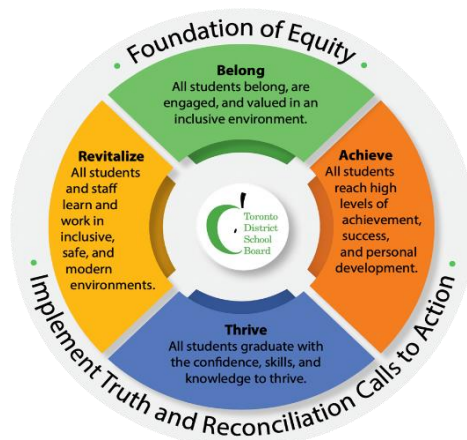 Foundation of Equity
Belong
All students belong, are
engaged, and valued in an
inclusive environment.
Revitalize
All students
and staff
learn and
work in
inclusive,
safe, and
modern
environments.
Toronto
District
School
Board
Achieve
All students
reach high
levels of
achievement,
success,
and personal
development.
Thrive
All students graduate with
the confidence, skills, and
knowledge to thrive.
Implement Truth and Reconciliation Calls to Action